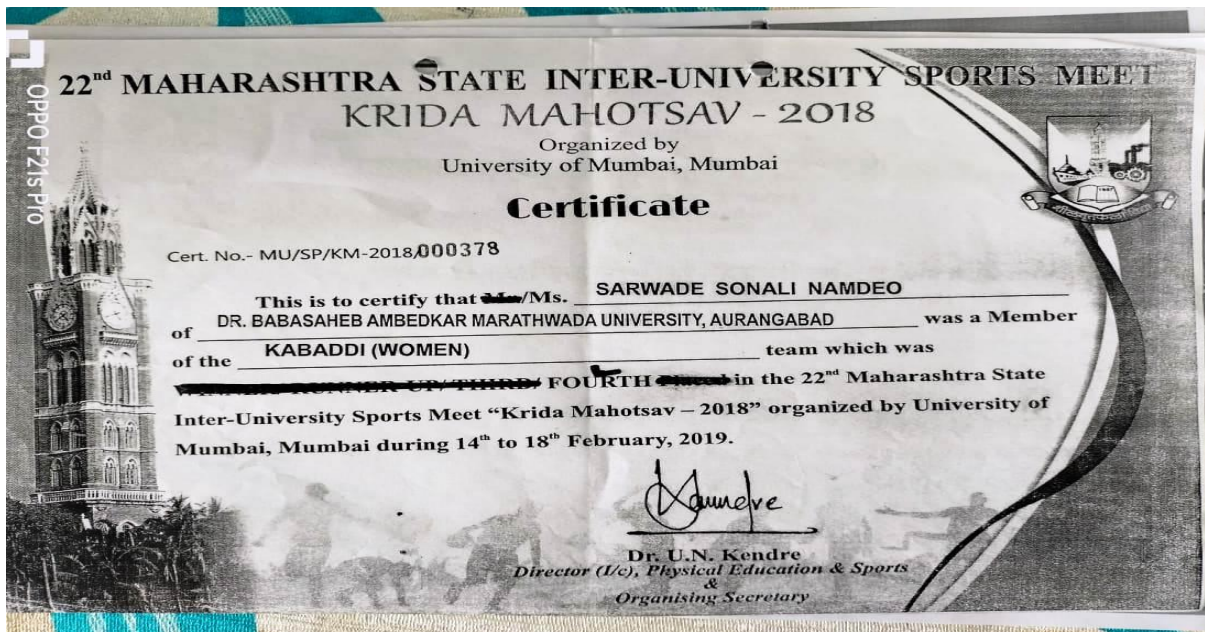 22nd MAHARASHTRA STATE INTER-UNIVERSITY SPORTS MEET
KRIDA MAHOTSAV - 2018
Organized by
University of Mumbai, Mumbai
Certificate
Cert. No.- MU/SP/KM-2018/000378
This is to certify that /Ms. SARWADE SONALI NAMDEO
of DR. BABASAHEB AMBEDKAR MARATHWADA UNIVERSITY, AURANGABAD was a Member
of the KABADDI (WOMEN) team which was
RUNNER UP/ THIRD/ FOURTH Placed in the 22nd Maharashtra State
Inter-University Sports Meet “Krida Mahotsav – 2018” organized by University of
Mumbai, Mumbai during 14th to 18th February, 2019.
Dr. U.N. Kendre
Director (I/c), Physical Education & Sports
&
Organising Secretary
OPPO F21s Pro